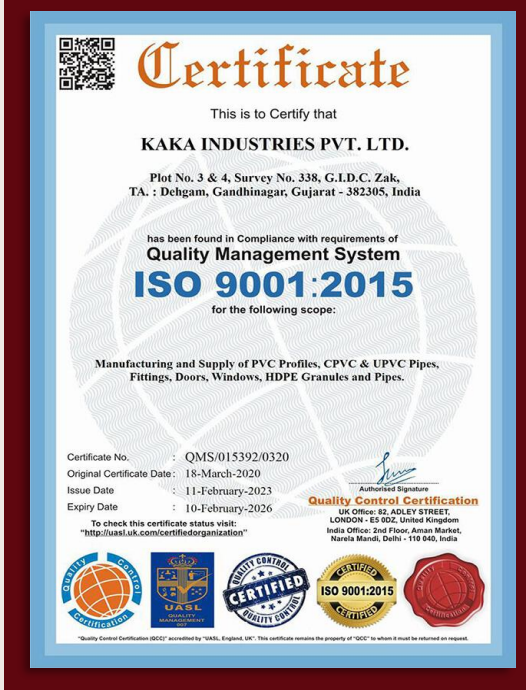 Certificate
This is to Certify that
KAKA INDUSTRIES PVT. LTD.
Plot No. 3 & 4, Survey No. 338, G.I.D.C. Zak,
TA. : Dehgam, Gandhinagar, Gujarat - 382305, India
has been found in Compliance with requirements of
Quality Management System
ISO 9001:2015
for the following scope:
Manufacturing and Supply of PVC Profiles, CPVC & UPVC Pipes,
Fittings, Doors, Windows, HDPE Granules and Pipes.
Certificate No. : QMS/015392/0320
Original Certificate Date : 18-March-2020
Issue Date : 11-February-2023
Expiry Date : 10-February-2026
To check this certificate status visit:
"http://uasl.uk.com/certifiedorganization"
Authorised Signature
Quality Control Certification
UK Office: 82, ADLEY STREET,
LONDON - E5 0DZ, United Kingdom
India Office: 2nd Floor, Aman Market,
Narela Mandi, Delhi - 110 040, India
Quality Control
Certification
UASL
QUALITY
MANAGEMENT
007
QUALITY CONTROL
CERTIFIED
QUALITY CONTROL
CERTIFIED
ISO 9001:2015
CERTIFIED
"Quality Control Certification (QCC)" accredited by "UASL, England, UK". This certificate remains the property of "QCC" to whom it must be returned on request.